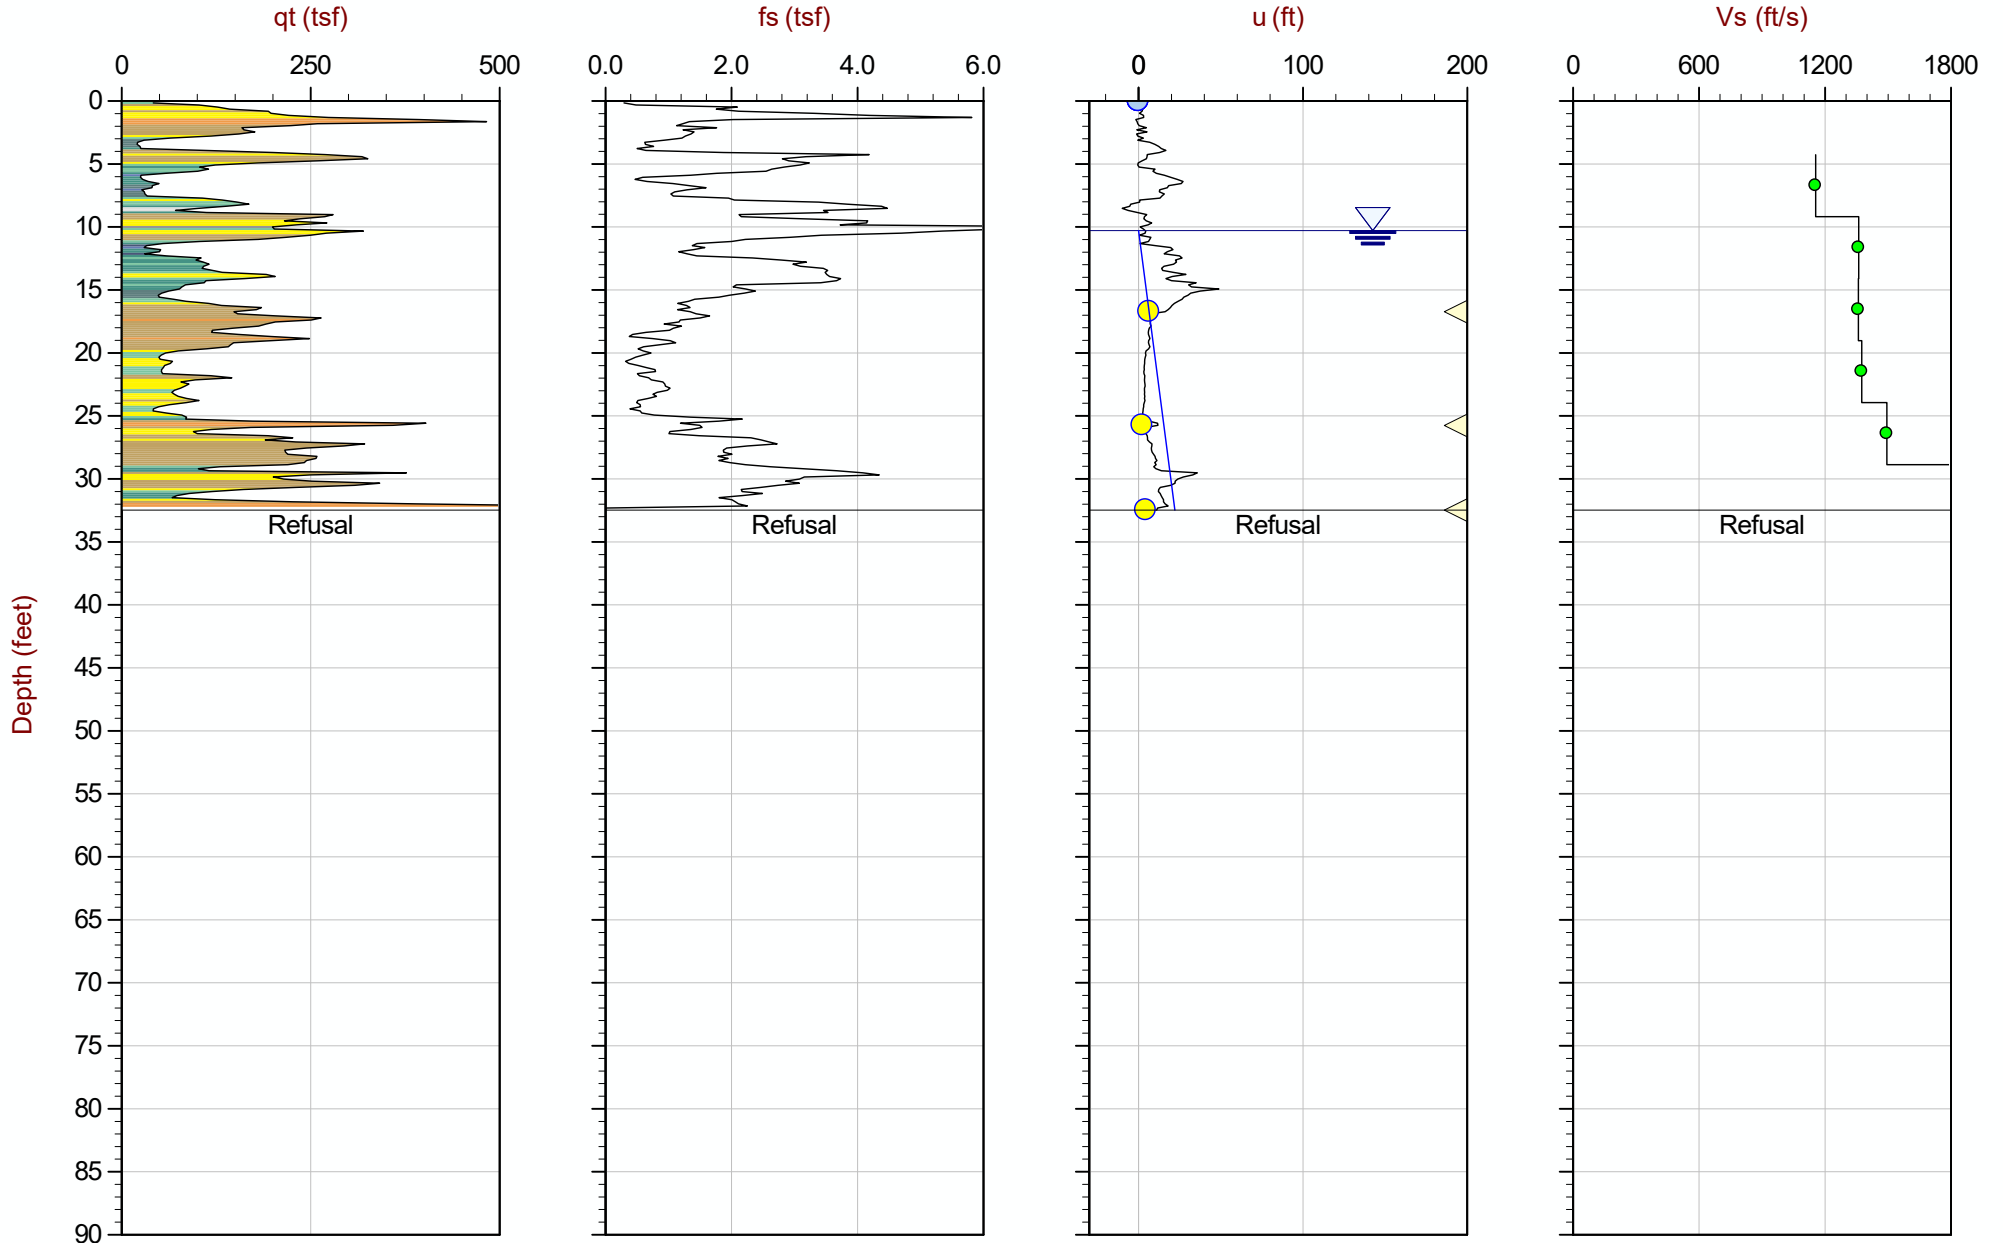 qt (tsf)
fs (tsf)
u (ft)
Vs (ft/s)
0 250 500
0.0 2.0 4.0 6.0
0 100 200
0 600 1200 1800
Depth (feet)
0
5
10
15
20
25
30
35
40
45
50
55
60
65
70
75
80
85
90
Refusal
Refusal
Refusal
Refusal